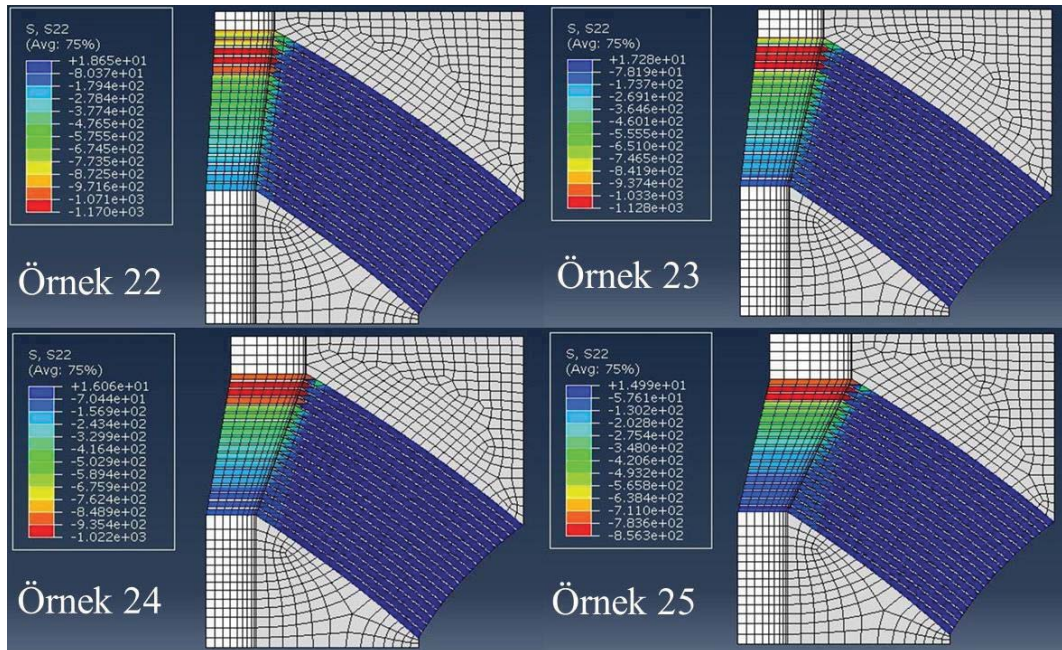 S, S22
(Avg: 75%)
+1.865e+01
-8.037e+01
-1.794e+02
-2.784e+02
-3.774e+02
-4.765e+02
-5.755e+02
-6.745e+02
-7.735e+02
-8.725e+02
-9.716e+02
-1.071e+03
-1.170e+03
Örnek 22
S, S22
(Avg: 75%)
+1.728e+01
-7.819e+01
-1.737e+02
-2.691e+02
-3.646e+02
-4.601e+02
-5.555e+02
-6.510e+02
-7.465e+02
-8.419e+02
-9.374e+02
-1.033e+03
-1.128e+03
Örnek 23
S, S22
(Avg: 75%)
+1.606e+01
-7.044e+01
-1.569e+02
-2.434e+02
-3.299e+02
-4.164e+02
-5.029e+02
-5.894e+02
-6.759e+02
-7.624e+02
-8.489e+02
-9.354e+02
-1.022e+03
Örnek 24
S, S22
(Avg: 75%)
+1.499e+01
-5.761e+01
-1.302e+02
-2.028e+02
-2.754e+02
-3.480e+02
-4.206e+02
-4.932e+02
-5.658e+02
-6.384e+02
-7.110e+02
-7.836e+02
-8.563e+02
Örnek 25